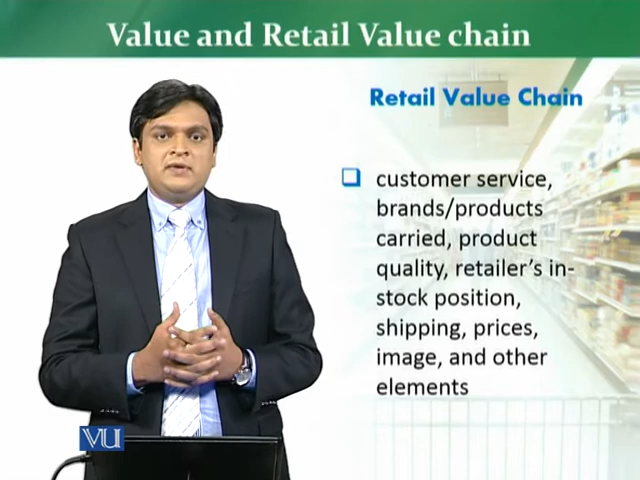 Value and Retail Value chain
Retail Value Chain
customer service,
brands/products
carried, product
quality, retailer's in-
stock position,
shipping, prices,
image, and other
elements
VU